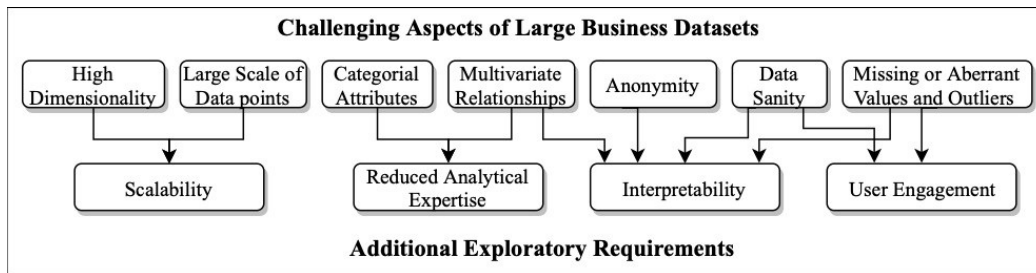 Challenging Aspects of Large Business Datasets
High
Dimensionality
Large Scale of
Data points
Categorial
Attributes
Multivariate
Relationships
Anonymity
Data
Sanity
Missing or Aberrant
Values and Outliers
Scalability
Reduced Analytical
Expertise
Interpretability
User Engagement
Additional Exploratory Requirements